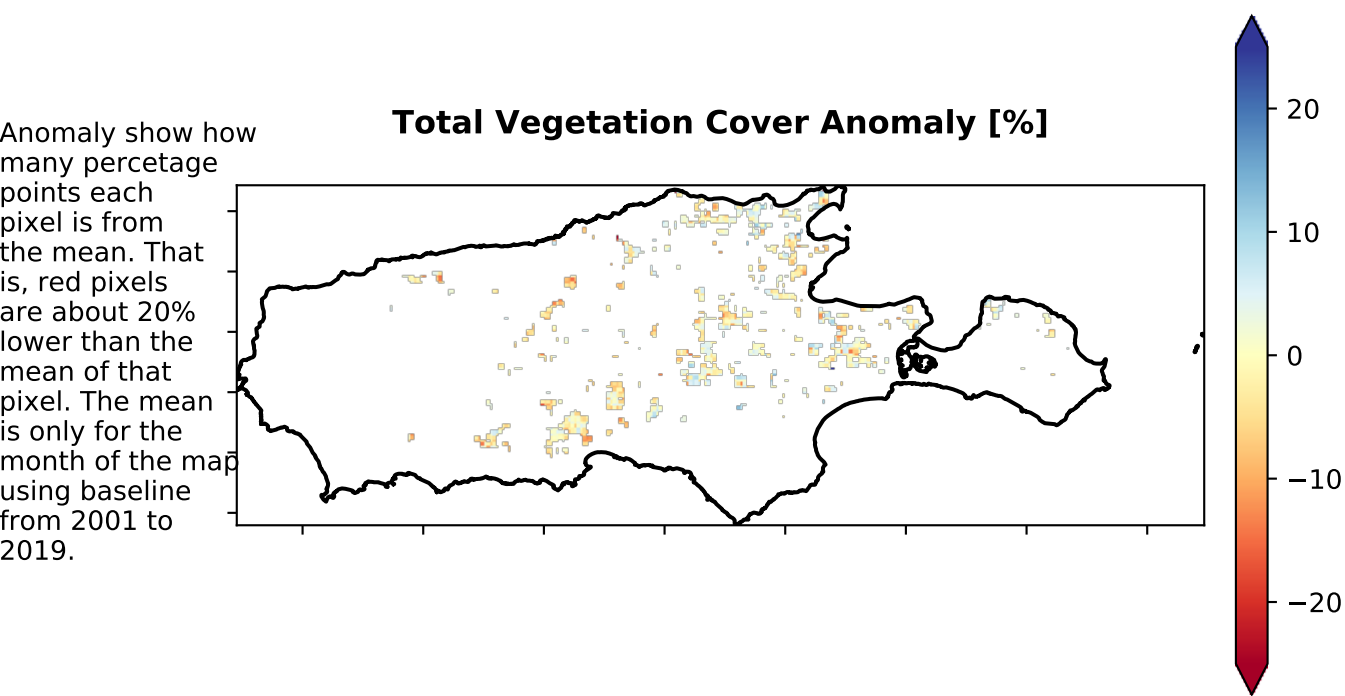 Total Vegetation Cover Anomaly [%]
Anomaly show how
many percetage
points each
pixel is from
the mean. That
is, red pixels
are about 20%
lower than the
mean of that
pixel. The mean
is only for the
month of the map
using baseline
from 2001 to
2019.
20
10
0
−10
−20